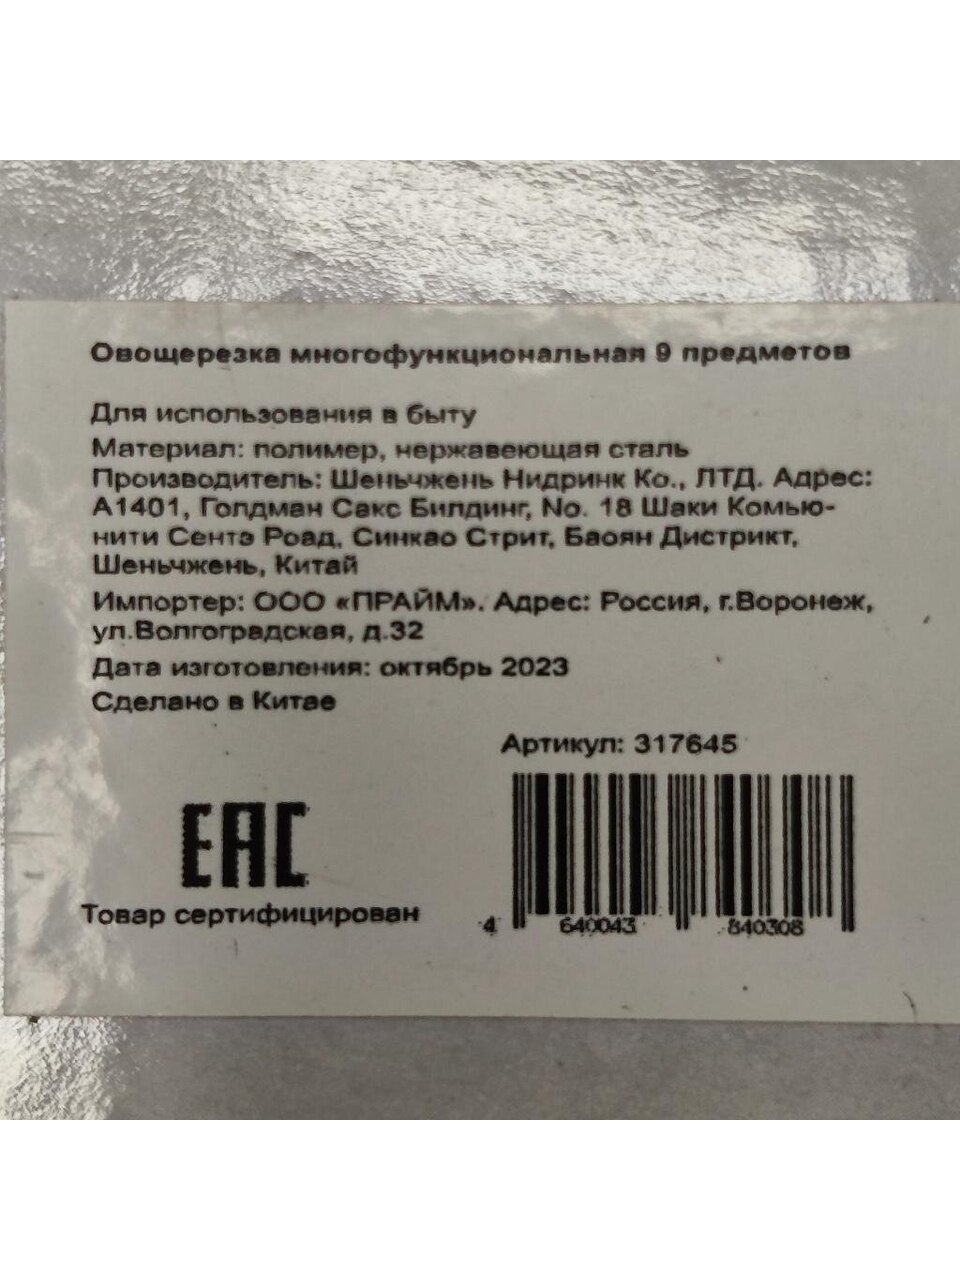 Овощерезка многофункциональная 9 предметов
Для использования в быту
Материал: полимер, нержавеющая сталь
Производитель: Шеньчжень Нидринк Ко., ЛТД. Адрес:
А1401, Голдман Сакс Билдинг, No. 18 Шаки Комью-
нити Сентэ Роад, Синкао Стрит, Баоян Дистрикт,
Шеньчжень, Китай
Импортер: ООО «ПРАЙМ». Адрес: Россия, г.Воронеж,
ул.Волгоградская, д.32
Дата изготовления: октябрь 2023
Сделано в Китае
Артикул: 317645
ЕАС
Товар сертифицирован
4 640043 840308